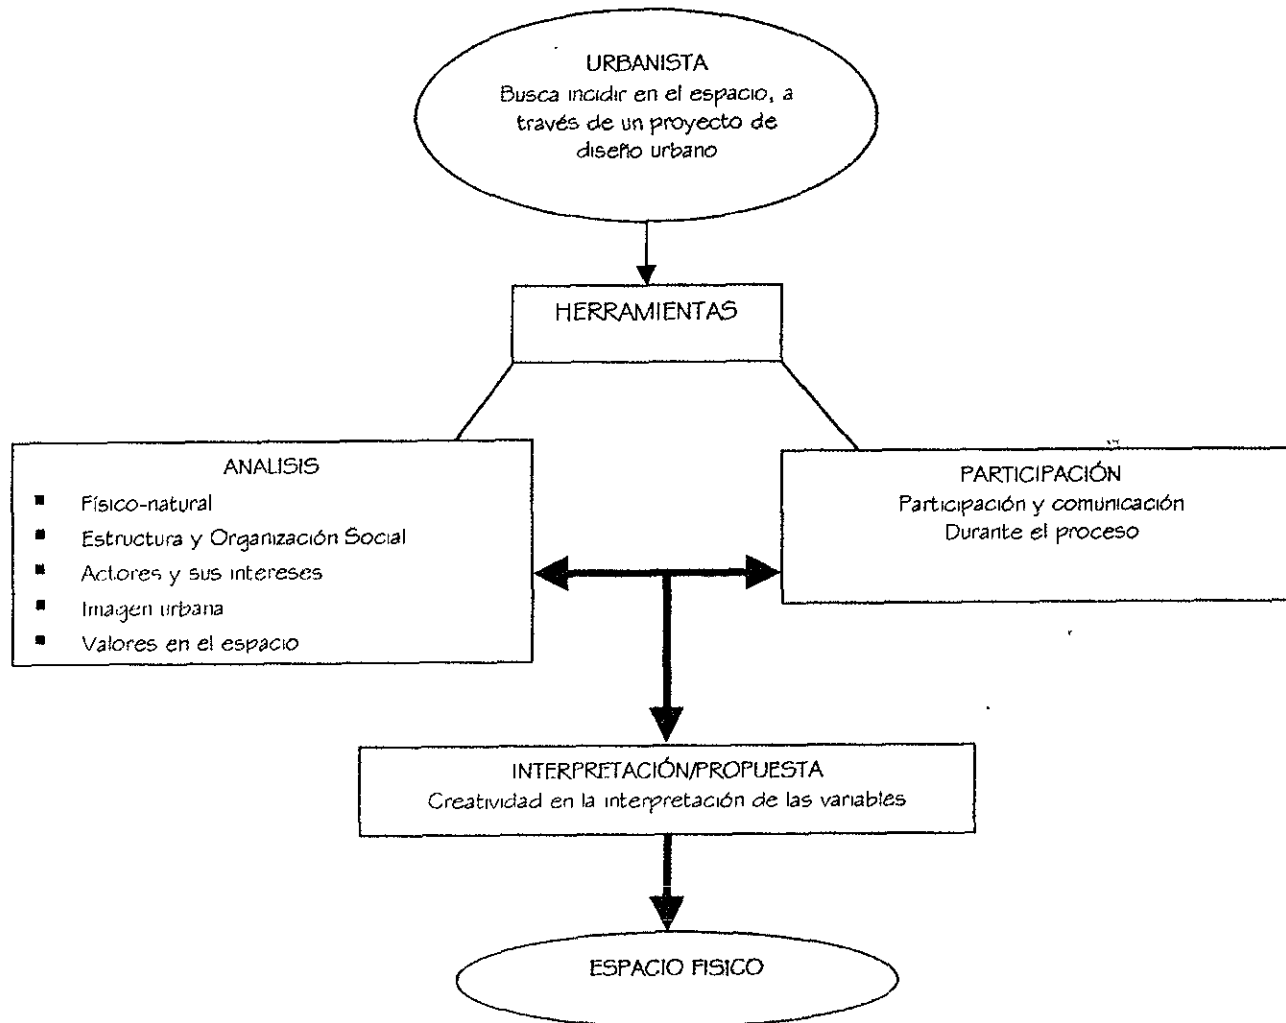 URBANISTA
Busca incidir en el espacio, a
través de un proyecto de
diseño urbano
HERRAMIENTAS
ANALISIS
▪ Físico-natural
▪ Estructura y Organización Social
▪ Actores y sus intereses
▪ Imagen urbana
▪ Valores en el espacio
PARTICIPACIÓN
Participación y comunicación
Durante el proceso
INTERPRETACIÓN/PROPUESTA
Creatividad en la interpretación de las variables
ESPACIO FISICO